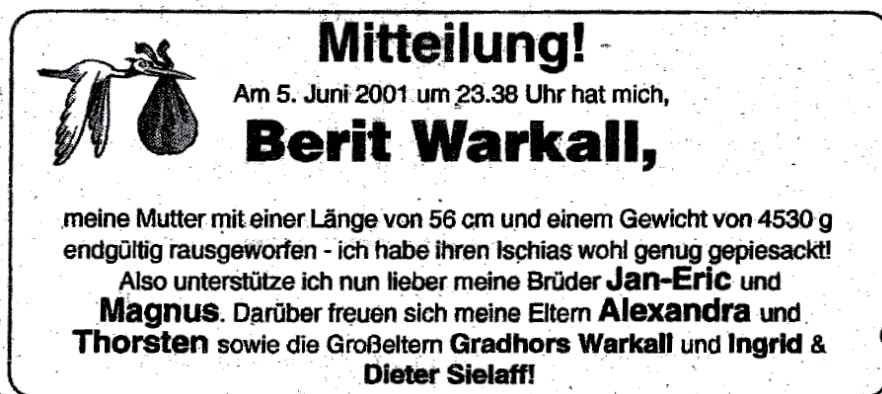 Mitteilung!
Am 5. Juni 2001 um 23.38 Uhr hat mich,
Berit Warkall,
meine Mutter mit einer Länge von 56 cm und einem Gewicht von 4530 g
endgültig rausgeworfen - ich habe ihren Ischias wohl genug gepiesackt!
Also unterstütze ich nun lieber meine Brüder Jan-Eric und
Magnus. Darüber freuen sich meine Eltern Alexandra und
Thorsten sowie die Großeltern Gradhors Warkall und Ingrid &
Dieter Sielaff!